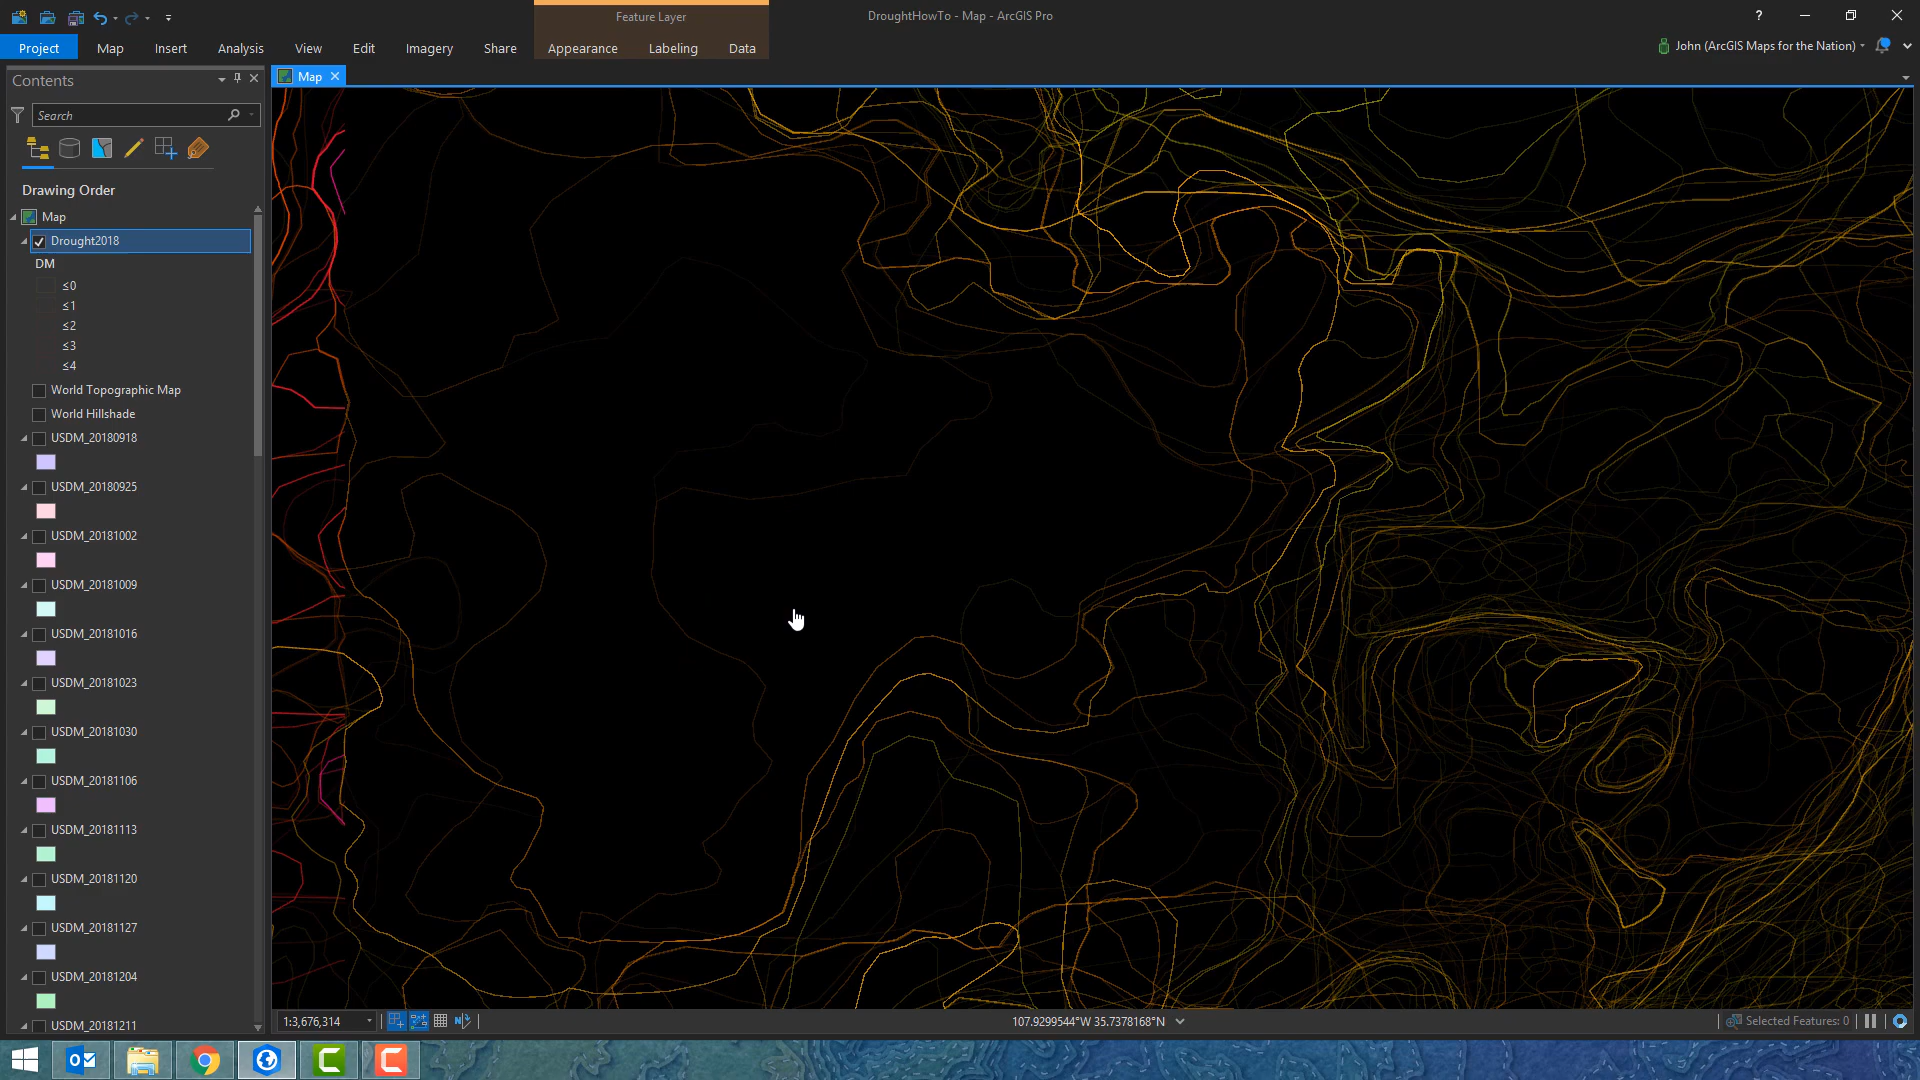 Feature Layer
DroughtHowTo - Map - ArcGIS Pro
?
Project
Map
Insert
Analysis
View
Edit
Imagery
Share
Appearance
Labeling
Data
John (ArcGIS Maps for the Nation)
Contents
Map
Search
Drawing Order
Map
Drought2018
DM
≤0
≤1
≤2
≤3
≤4
World Topographic Map
World Hillshade
USDM_20180918
USDM_20180925
USDM_20181002
USDM_20181009
USDM_20181016
USDM_20181023
USDM_20181030
USDM_20181106
USDM_20181113
USDM_20181120
USDM_20181127
USDM_20181204
USDM_20181211
1:3,676,314
107.9299544°W 35.7378168°N
Selected Features: 0